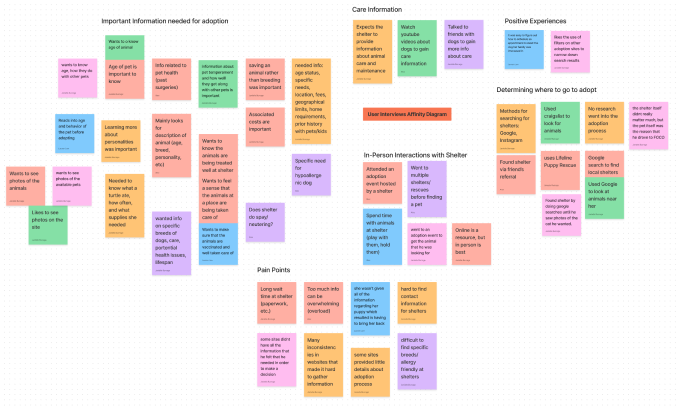 Important Information needed for adoption
Care Information
Positive Experiences
Determining where to go to adopt
User Interviews Affinity Diagram
In-Person Interactions with Shelter
Pain Points
Wants to know
age of animal
wants to know
age, how they do
with other pets
Age of pet is
important to
know
Info related to
pet health
(past
surgeries)
information about
pet temperament
and how well
they get along
with other pets is
important
saving an
animal rather
than breeding
was important
needed info:
age status,
specific needs,
location, fees,
geographical
limits, home
requirements,
prior history
with pets/kids
Reads into age
and behavior of
the pet before
selecting
Learning more
about
personalities
was important
Mainly looks
for description
of animal (age,
breed,
personality,
etc)
Associated
costs are
important
Wants to
know the
animals are
being treated
well at shelter
Specific need for
hypoallerge
nic dog
Wants to see
photos of the
animals
wants to see
photos of the
available pets
Likes to see
photos on the
site
Needed to
know what a
turtle ate, how
often, and
what supplies
she needed
wanted info
on specific
breeds of
dogs, care,
portential
health issues,
lifespan
Wants to feel
a sense that
the animals at
a place are
being taken
care of
Wants to make
sure that the
animals are
vaccinated and
well taken care of
Does shelter
do spay/
neutering?
Expects the
shelter to
provide
information
about animal
care and
maintenance
Watch
youtube
videos about
dogs to gain
care
information
Talked to
friends with
dogs to gain
more info
about care
likes the use of
filters on other
adoption sites to
narrow down
search results
Methods for
searching for
shelters:
Google,
Instagram
Used
craigslist to
look for
animals
No research
went into the
adoption
process
the shelter itself
didnt really
matter much, but
the pet itself was
the reason that
he drove to FOCO
Found shelter
via friend's
referral
uses Lifeline
Puppy Rescue
Google
search to find
local shelters
Found shelter by
doing google
searches until he
saw photos of the
cat he wanted.
Used Google
to look at
animals near
her
Attended an
adoption
event hosted
by a shelter
Went to
multiple
shelters/
rescues
before finding
a pet
Spend time
with animals
at shelter
(play with
them, hold
them)
went to an
adoption event to
get the animal
that he was
looking for
Online is a
resource, but
in person is
best
Long wait
time at shelter
(paperwork,
etc.)
Too much info
can be
overwhelming
(overload)
she wasn't given
all of the
information
regarding her
puppy which
resulted in having
to bring her back
hard to find
contact
information
for shelters
some sites didn't
have all the
information that
he felt that he
needed in order
to make a
decision
Many
inconsistenc
ies in
websites that
made it hard
to gather
information
some sites
provided little
details about
adoption
process
difficult to
find specific
breeds/
allergy
friendly at
shelters